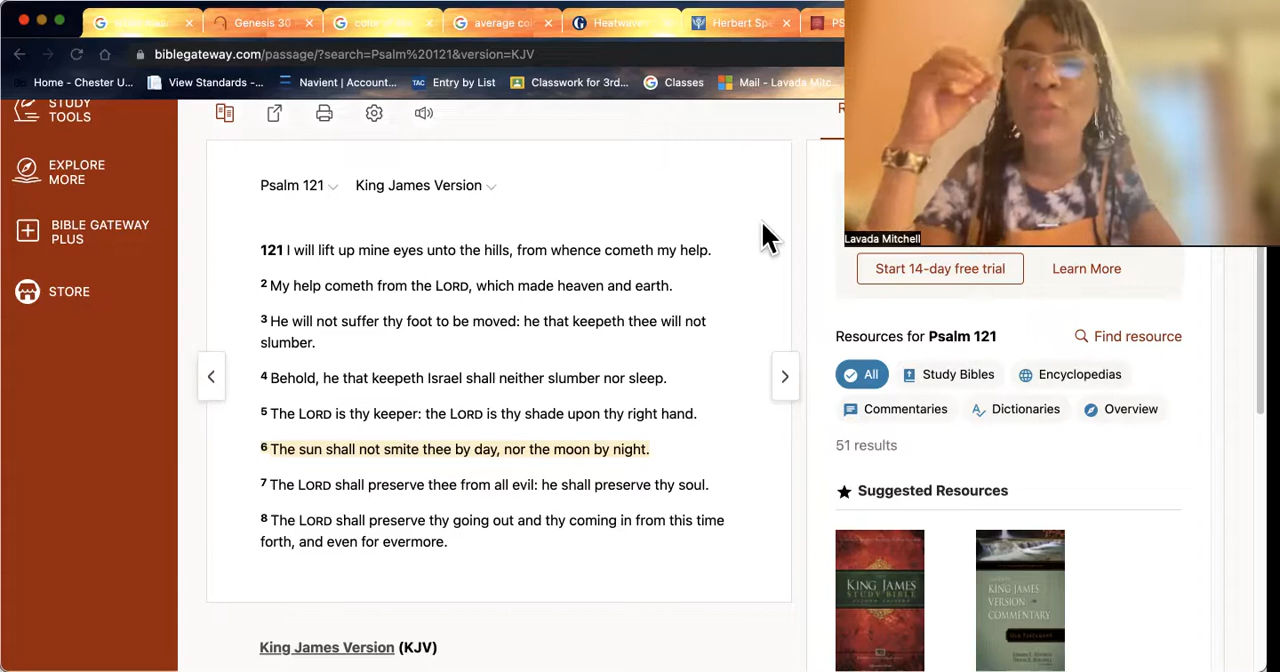 Genesis 30
average co
Heatwave
Herbert Spe
PS
biblegateway.com/passage/?search=Psalm%20121&version=KJV
Home - Chester U...
View Standards -...
Navient | Account...
TAC Entry by List
Classwork for 3rd...
Classes
Mail - Lavada Mitc...
STUDY
TOOLS
EXPLORE
MORE
BIBLE GATEWAY
PLUS
STORE
Psalm 121
King James Version
121 I will lift up mine eyes unto the hills, from whence cometh my help.
2 My help cometh from the LORD, which made heaven and earth.
3 He will not suffer thy foot to be moved: he that keepeth thee will not
slumber.
4 Behold, he that keepeth Israel shall neither slumber nor sleep.
5 The LORD is thy keeper: the LORD is thy shade upon thy right hand.
6 The sun shall not smite thee by day, nor the moon by night.
7 The LORD shall preserve thee from all evil: he shall preserve thy soul.
8 The LORD shall preserve thy going out and thy coming in from this time
forth, and even for evermore.
King James Version (KJV)
Lavada Mitchell
Start 14-day free trial
Learn More
Resources for Psalm 121
Find resource
All
Study Bibles
Encyclopedias
Commentaries
Dictionaries
Overview
51 results
Suggested Resources
KING JAMES
STUDY BIBLE
KING JAMES
VERSION
COMMENTARY